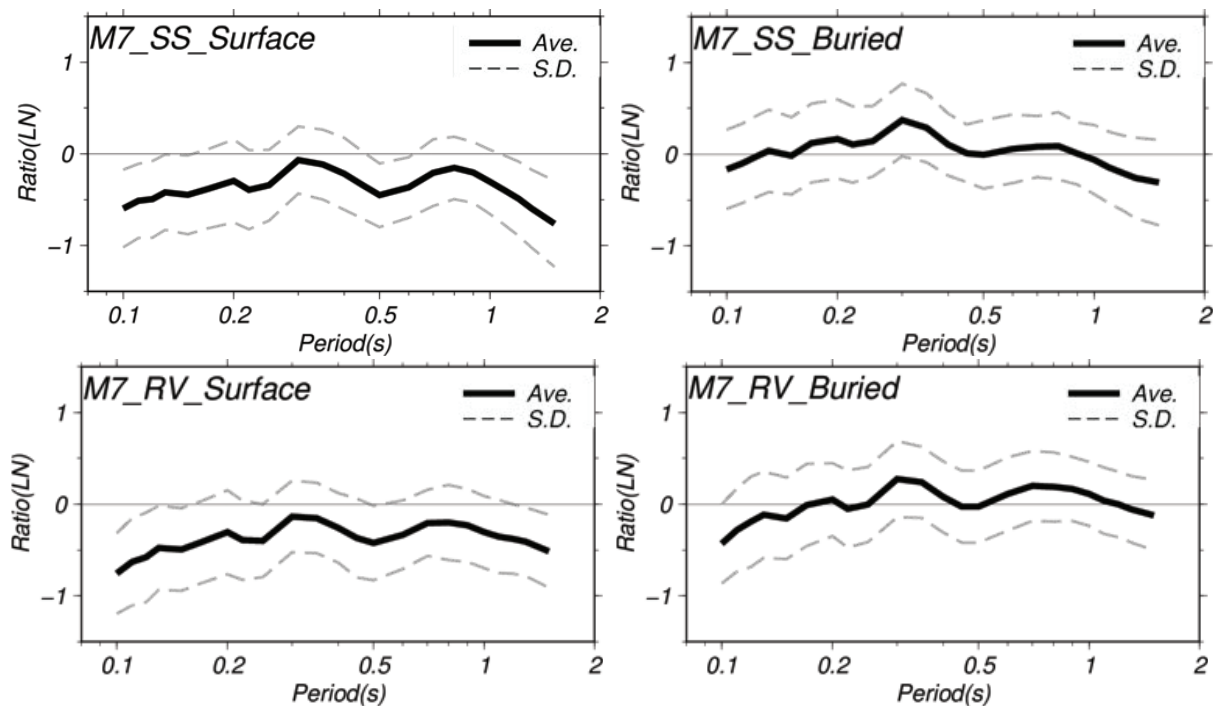 M7_SS_Surface
Ave.
S.D.
1
0
−1
Ratio(LN)
0.1 0.2 0.5 1 2
Period(s)
M7_SS_Buried
Ave.
S.D.
1
0
−1
Ratio(LN)
0.1 0.2 0.5 1 2
Period(s)
M7_RV_Surface
Ave.
S.D.
1
0
−1
Ratio(LN)
0.1 0.2 0.5 1 2
Period(s)
M7_RV_Buried
Ave.
S.D.
1
0
−1
Ratio(LN)
0.1 0.2 0.5 1 2
Period(s)